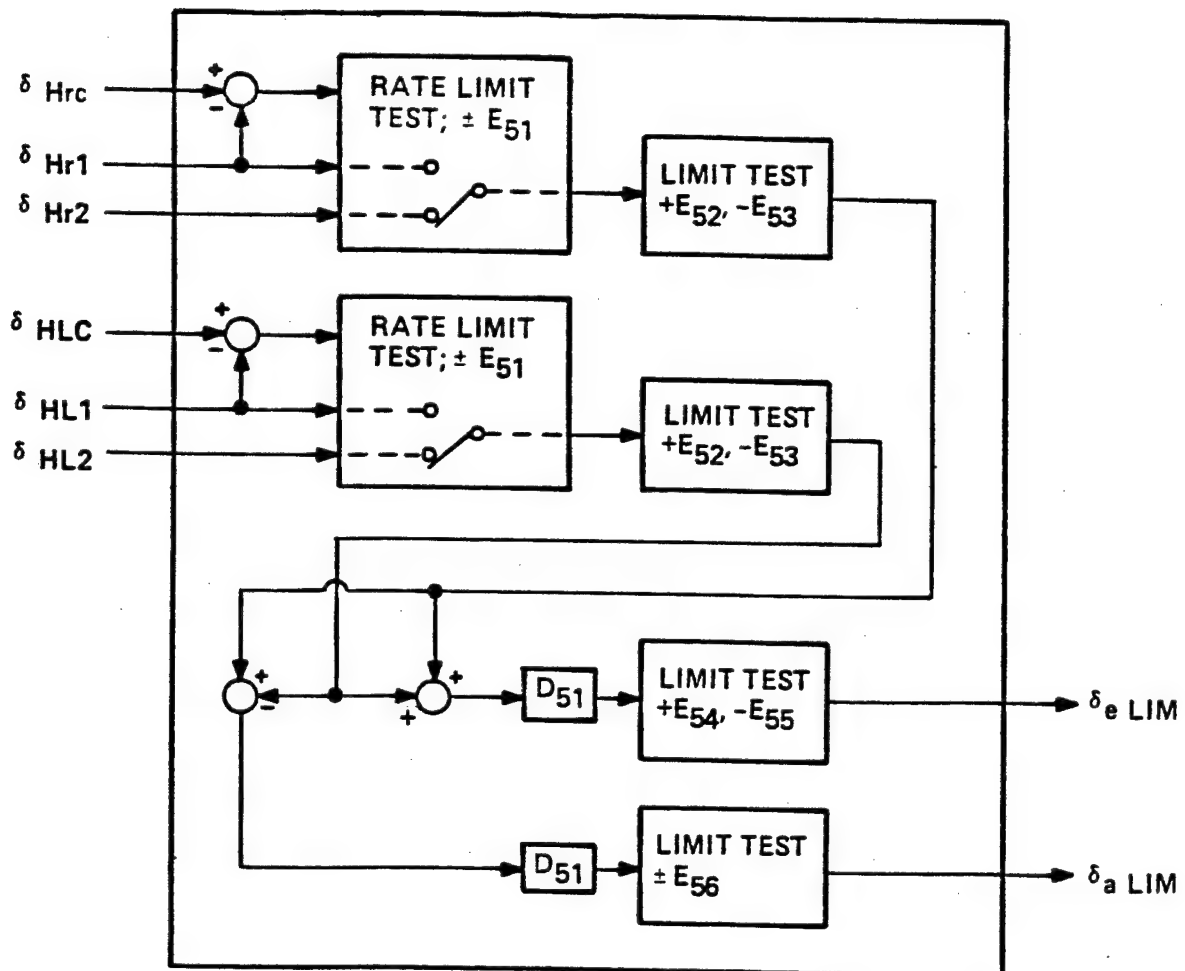 δ Hrc
+
−
RATE LIMIT
TEST; ± E51
δ Hr1
δ Hr2
LIMIT TEST
+E52, −E53
δ HLC
+
−
RATE LIMIT
TEST; ± E51
δ HL1
δ HL2
LIMIT TEST
+E52, −E53
+
−
+
+
D51
LIMIT TEST
+E54, −E55
δe LIM
D51
LIMIT TEST
± E56
δa LIM